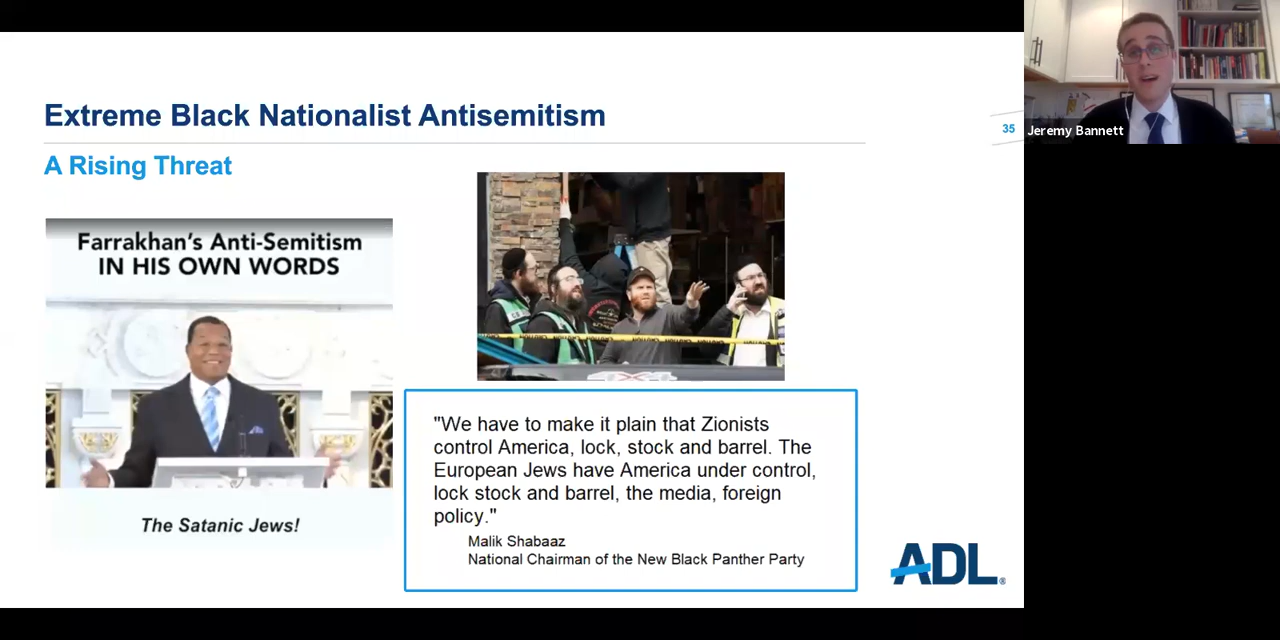 Extreme Black Nationalist Antisemitism
35
Jeremy Bannett
A Rising Threat
Farrakhan's Anti-Semitism
IN HIS OWN WORDS
The Satanic Jews!
"We have to make it plain that Zionists
control America, lock, stock and barrel. The
European Jews have America under control,
lock stock and barrel, the media, foreign
policy."
Malik Shabaaz
National Chairman of the New Black Panther Party
ADL